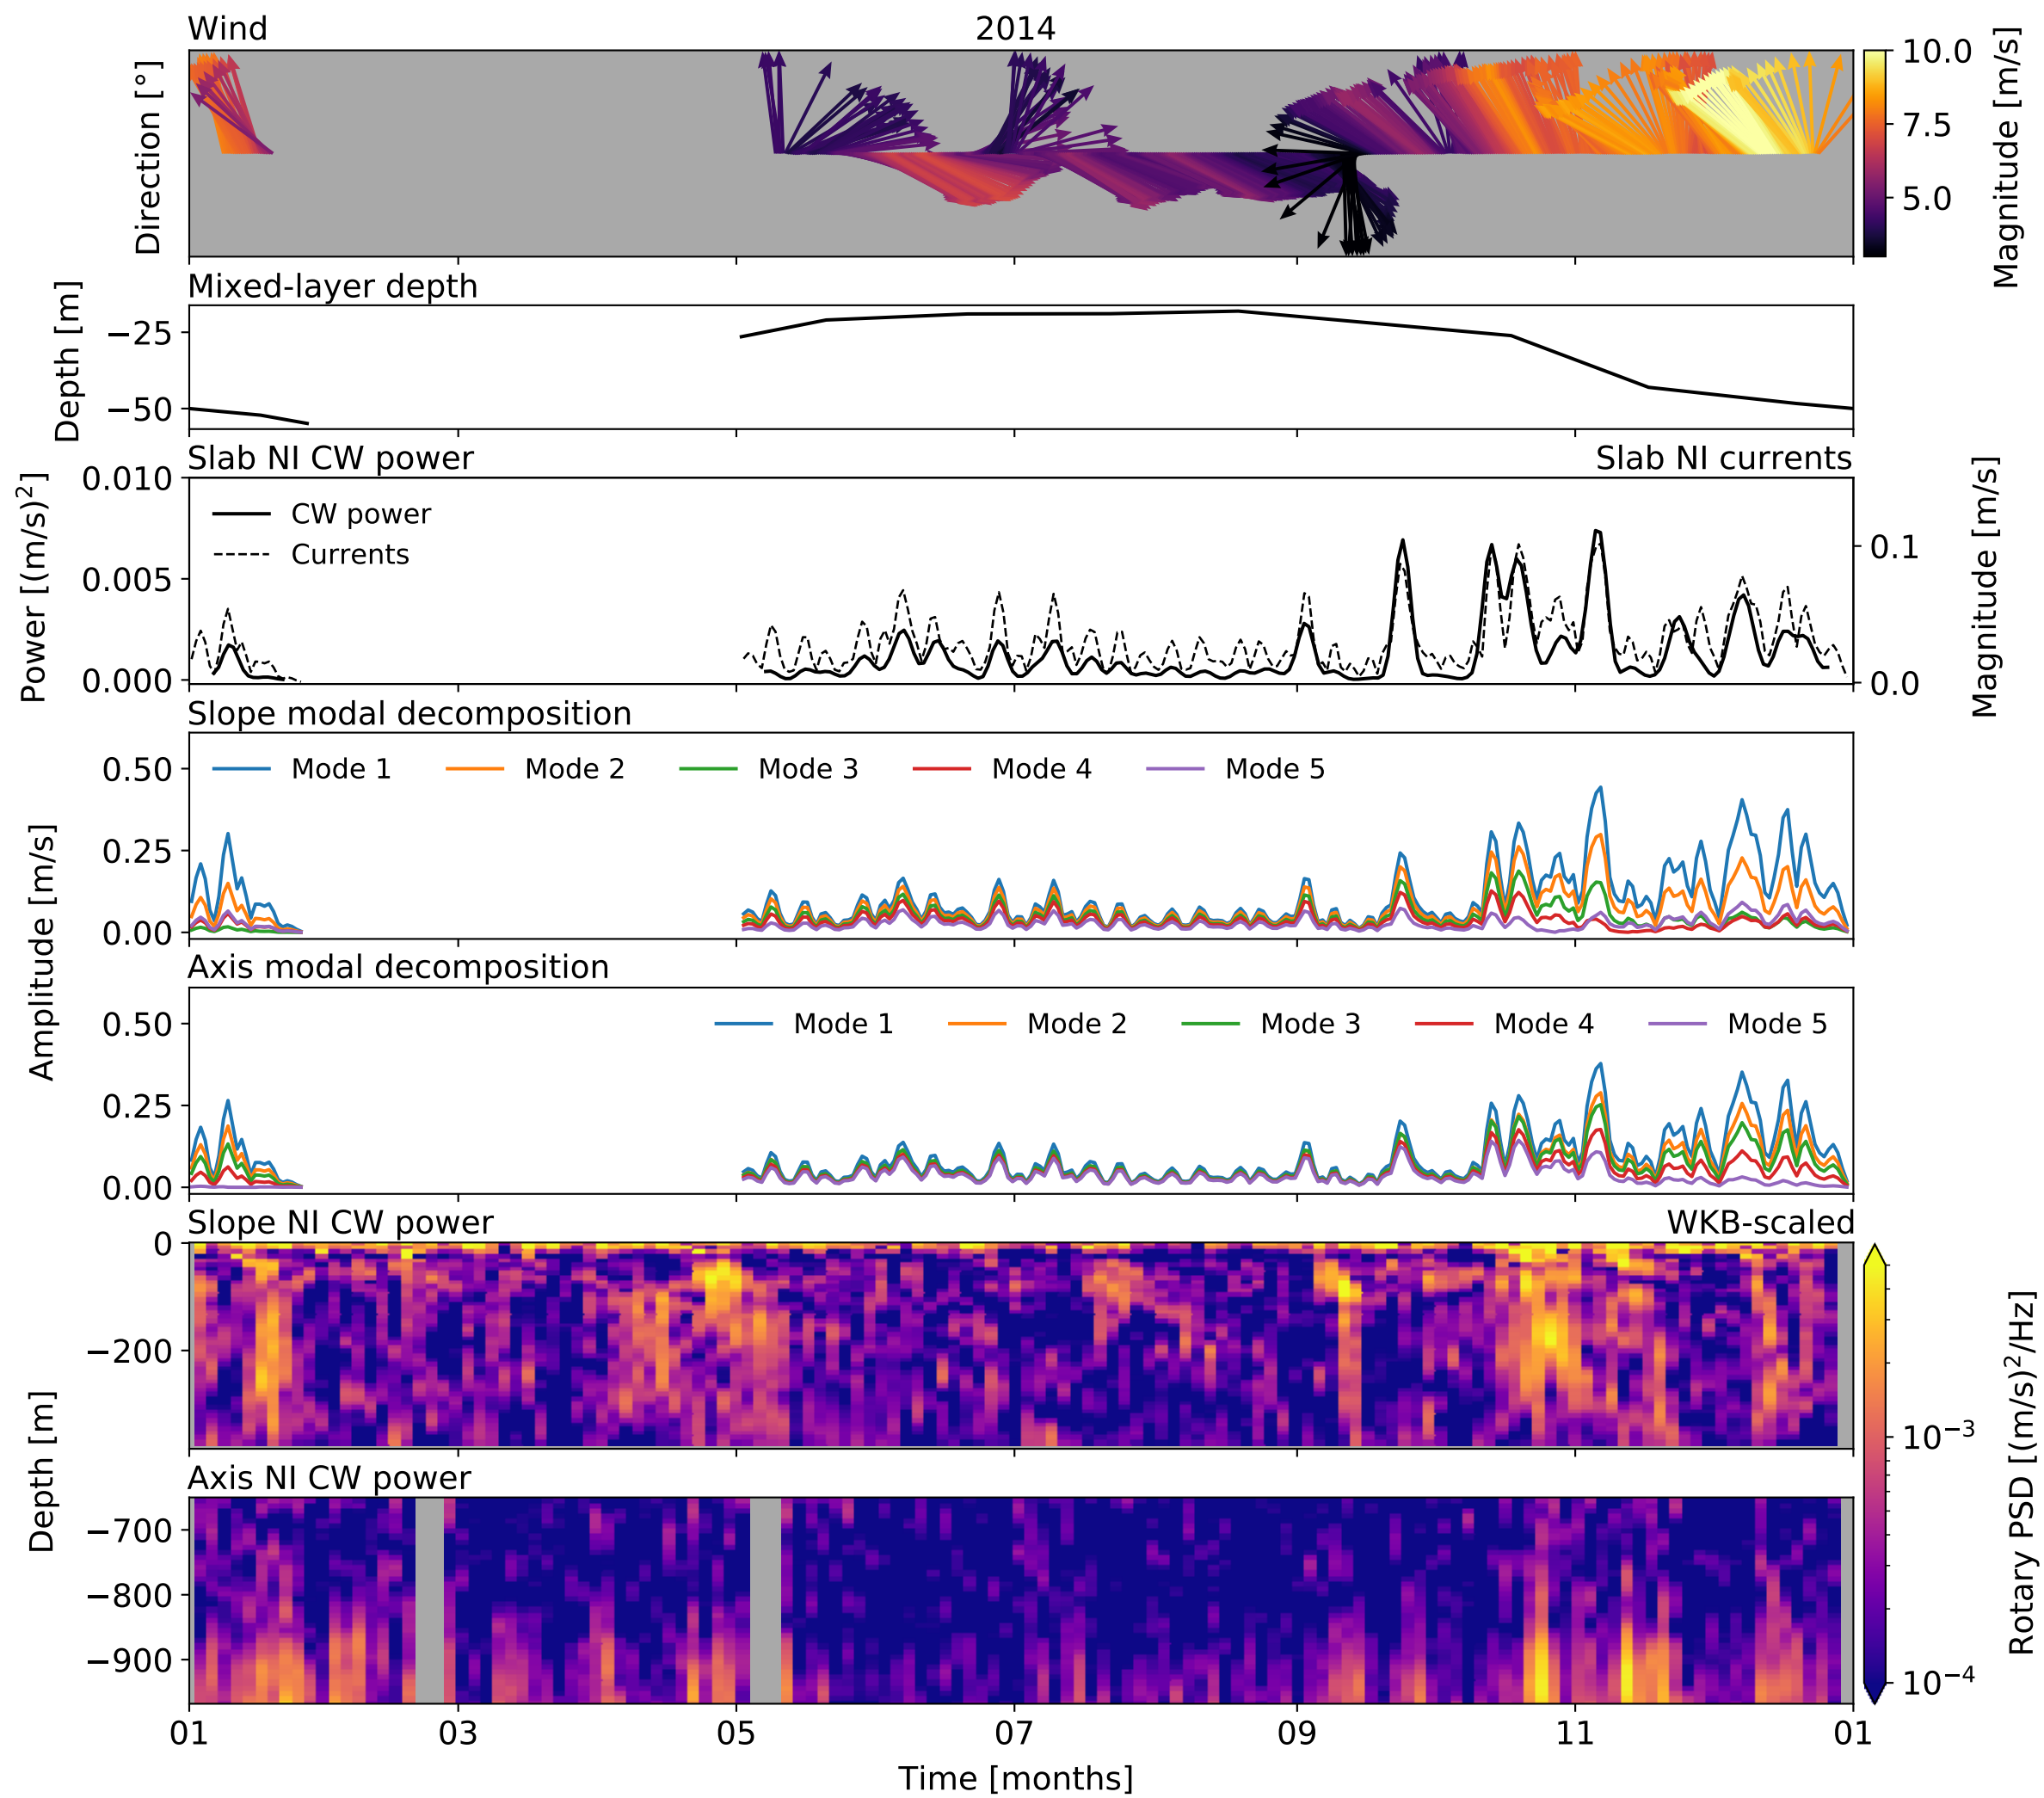 Wind
2014
Direction [°]
10.0
7.5
5.0
Magnitude [m/s]
Mixed-layer depth
Depth [m]
−25
−50
Slab NI CW power
Slab NI currents
Power [(m/s)²]
0.010
0.005
0.000
CW power
Currents
0.1
0.0
Magnitude [m/s]
Slope modal decomposition
0.50
0.25
0.00
Mode 1
Mode 2
Mode 3
Mode 4
Mode 5
Amplitude [m/s]
Axis modal decomposition
0.50
0.25
0.00
Mode 1
Mode 2
Mode 3
Mode 4
Mode 5
Slope NI CW power
WKB-scaled
0
−200
Depth [m]
Axis NI CW power
−700
−800
−900
10⁻³
10⁻⁴
Rotary PSD [(m/s)²/Hz]
01
03
05
07
09
11
01
Time [months]